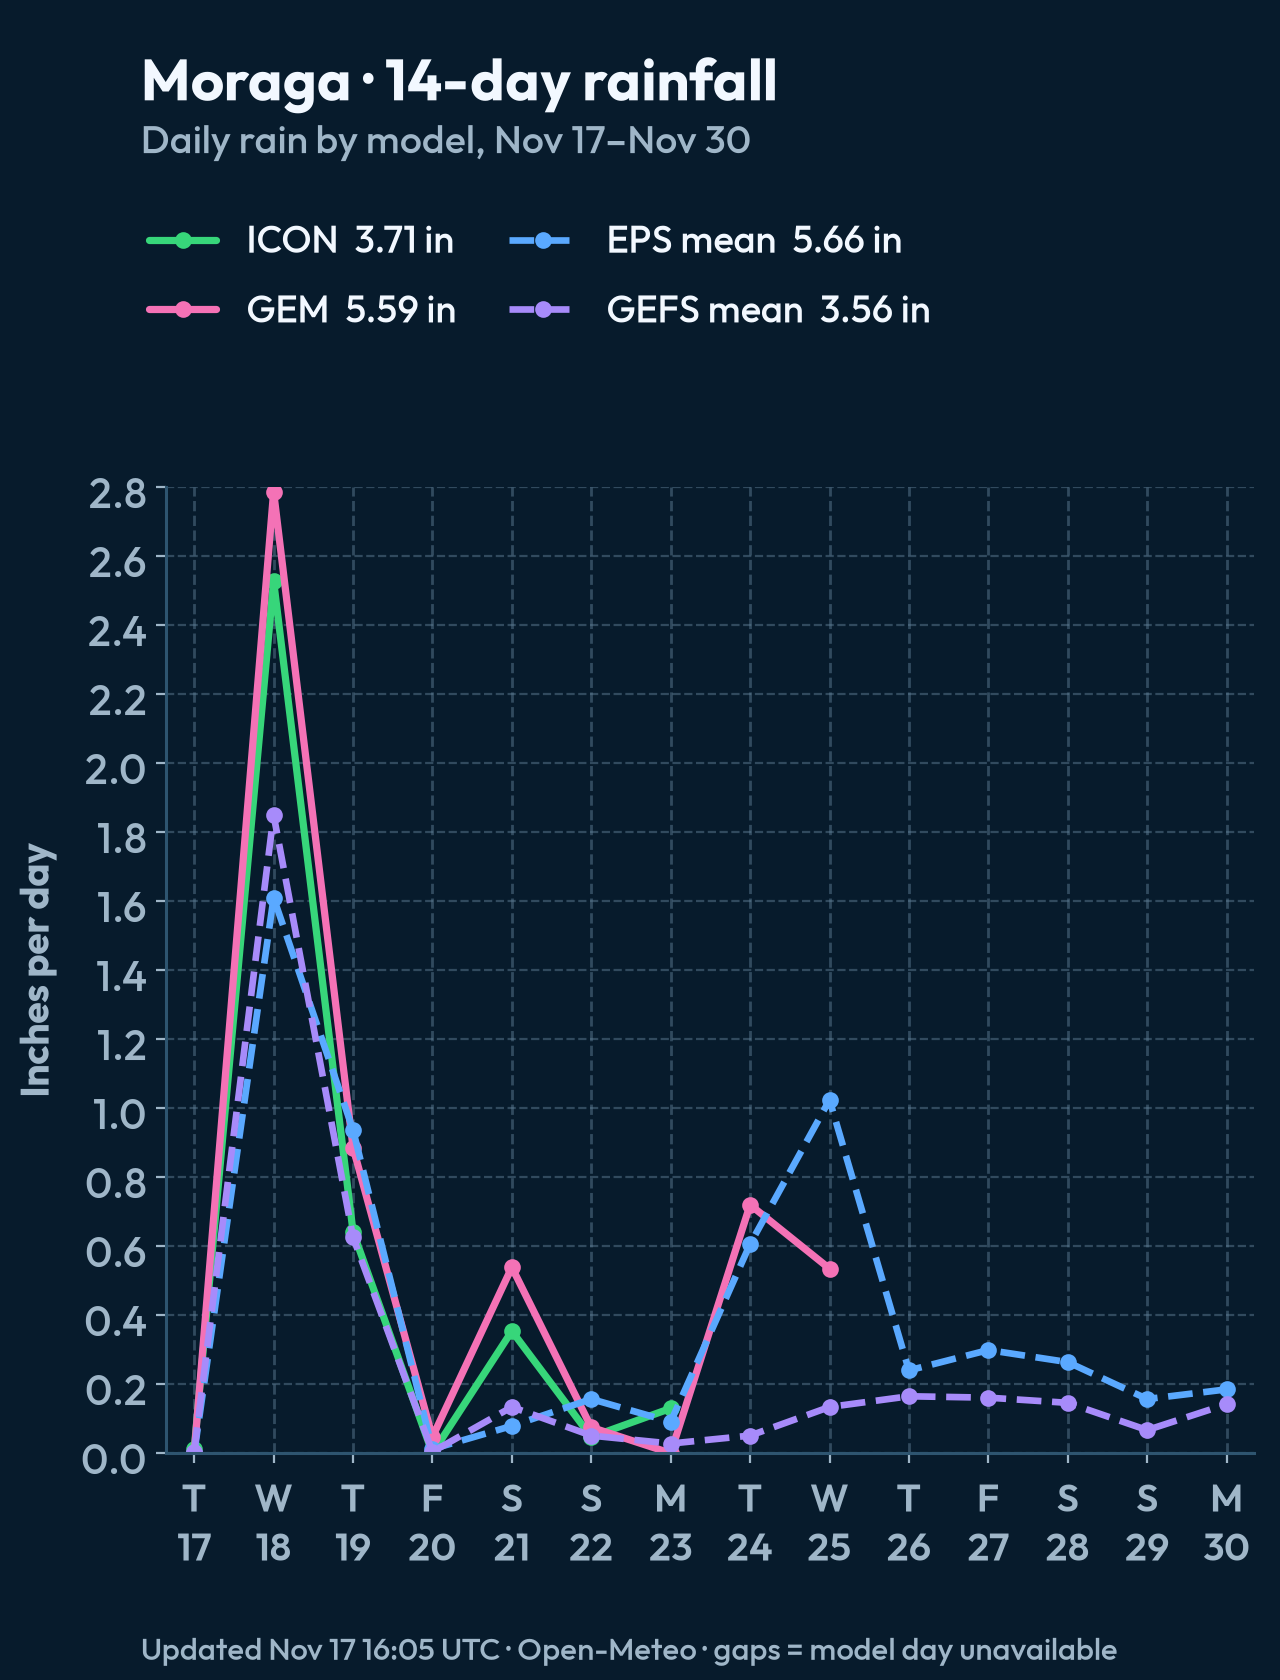 Moraga · 14-day rainfall
Daily rain by model, Nov 17–Nov 30
ICON 3.71 in
EPS mean 5.66 in
GEM 5.59 in
GEFS mean 3.56 in
Inches per day
2.8
2.6
2.4
2.2
2.0
1.8
1.6
1.4
1.2
1.0
0.8
0.6
0.4
0.2
0.0
T W T F S S M T W T F S S M
17 18 19 20 21 22 23 24 25 26 27 28 29 30
Updated Nov 17 16:05 UTC · Open-Meteo · gaps = model day unavailable